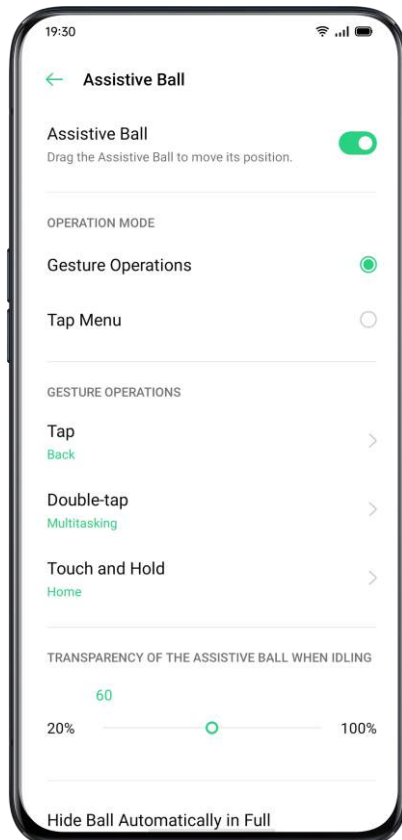 19:30
Assistive Ball
Assistive Ball
Drag the Assistive Ball to move its position.
OPERATION MODE
Gesture Operations
Tap Menu
GESTURE OPERATIONS
Tap
Back
Double-tap
Multitasking
Touch and Hold
Home
TRANSPARENCY OF THE ASSISTIVE BALL WHEN IDLING
60
20% 100%
Hide Ball Automatically in Full